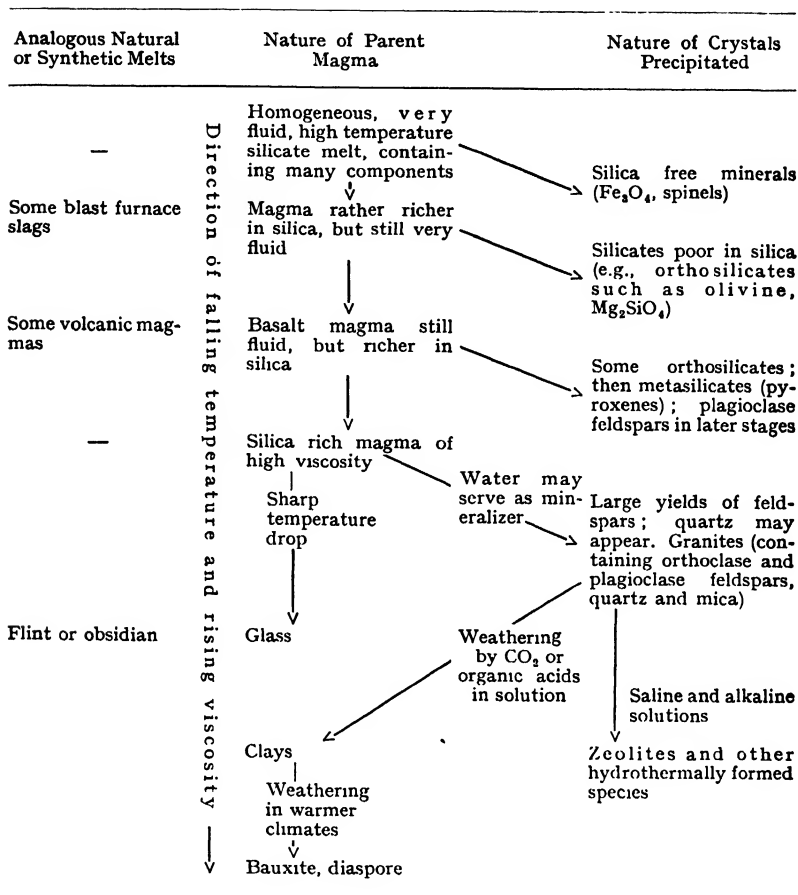 Analogous Natural
or Synthetic Melts
Nature of Parent
Magma
Nature of Crystals
Precipitated
Direction of falling temperature and rising viscosity
—
Homogeneous, very
fluid, high temperature
silicate melt, contain-
ing many components
Silica free minerals
(Fe₃O₄, spinels)
Some blast furnace
slags
Magma rather richer
in silica, but still very
fluid
Silicates poor in silica
(e.g., orthosilicates
such as olivine,
Mg₂SiO₄)
Some volcanic mag-
mas
Basalt magma still
fluid, but richer in
silica
Some orthosilicates;
then metasilicates (py-
roxenes); plagioclase
feldspars in later stages
—
Silica rich magma of
high viscosity
Water may
serve as min-
eralizer
Sharp
temperature
drop
Large yields of feld-
spars; quartz may
appear. Granites (con-
taining orthoclase and
plagioclase feldspars,
quartz and mica)
Flint or obsidian
Glass
Weathering
by CO₂ or
organic acids
in solution
Saline and alkaline
solutions
Clays
Zeolites and other
hydrothermally formed
species
Weathering
in warmer
climates
Bauxite, diaspore